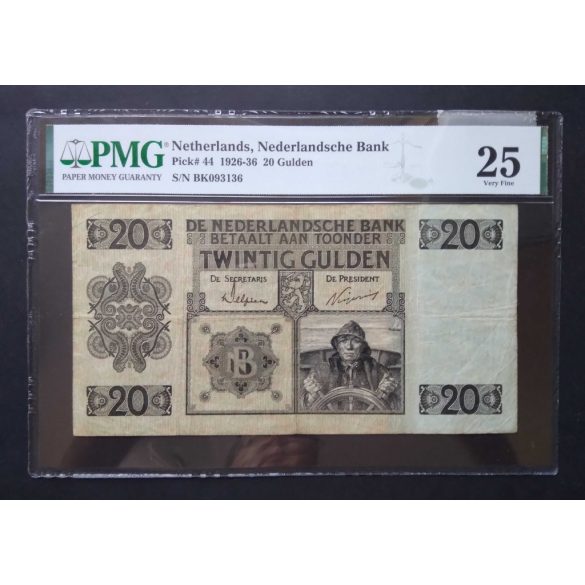 PMG®
PAPER MONEY GUARANTY
Netherlands, Nederlandsche Bank
Pick# 44 1926-36 20 Gulden
S/N BK093136
25
Very Fine
20
20
DE NEDERLANDSCHE BANK
BETAALT AAN TOONDER
TWINTIG GULDEN
DE SECRETARIS
DE PRESIDENT
NB
20
20